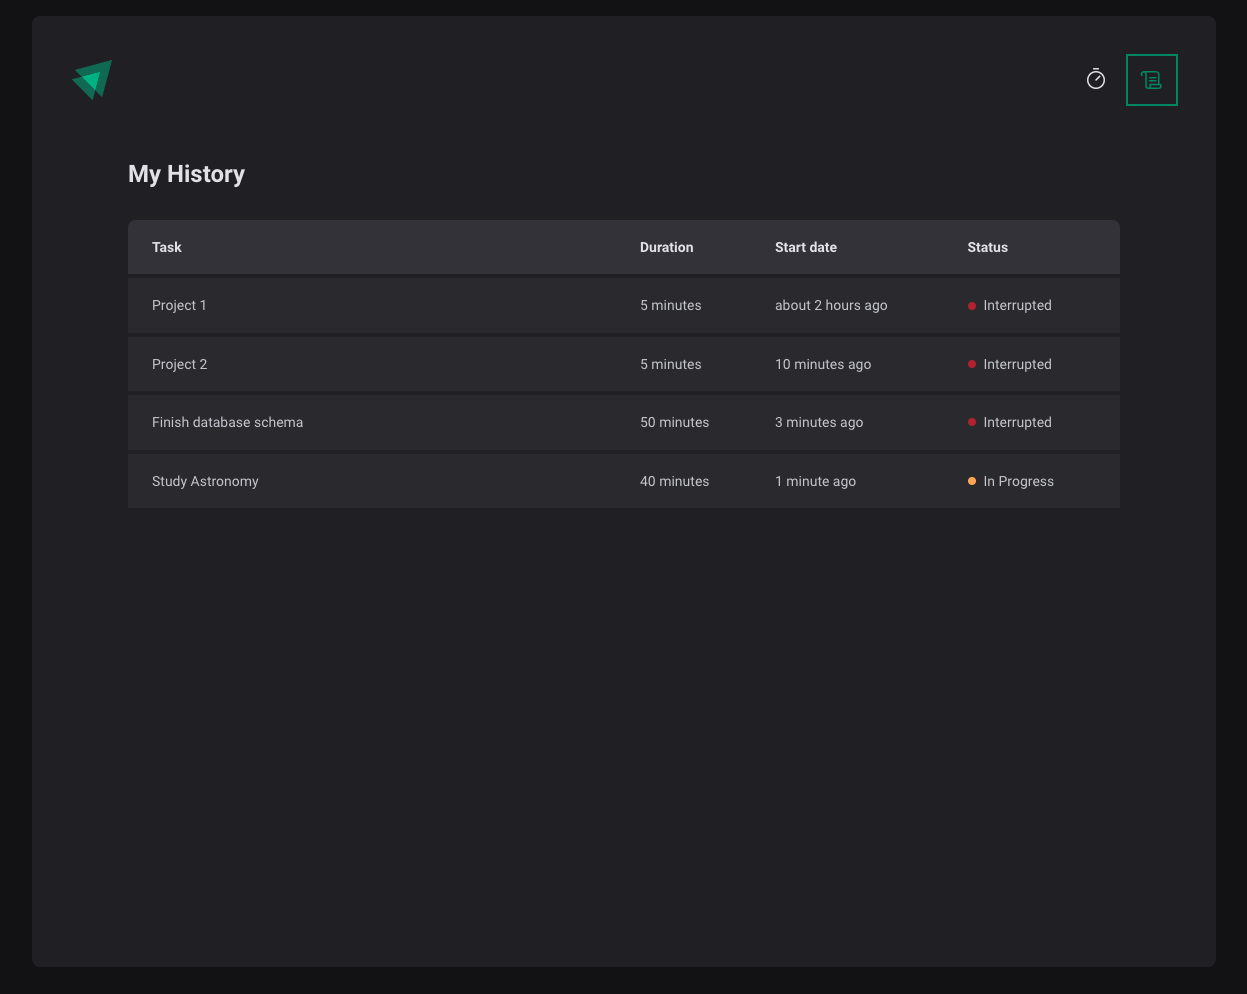 My History
Task Duration Start date Status
Project 1 5 minutes about 2 hours ago Interrupted
Project 2 5 minutes 10 minutes ago Interrupted
Finish database schema 50 minutes 3 minutes ago Interrupted
Study Astronomy 40 minutes 1 minute ago In Progress